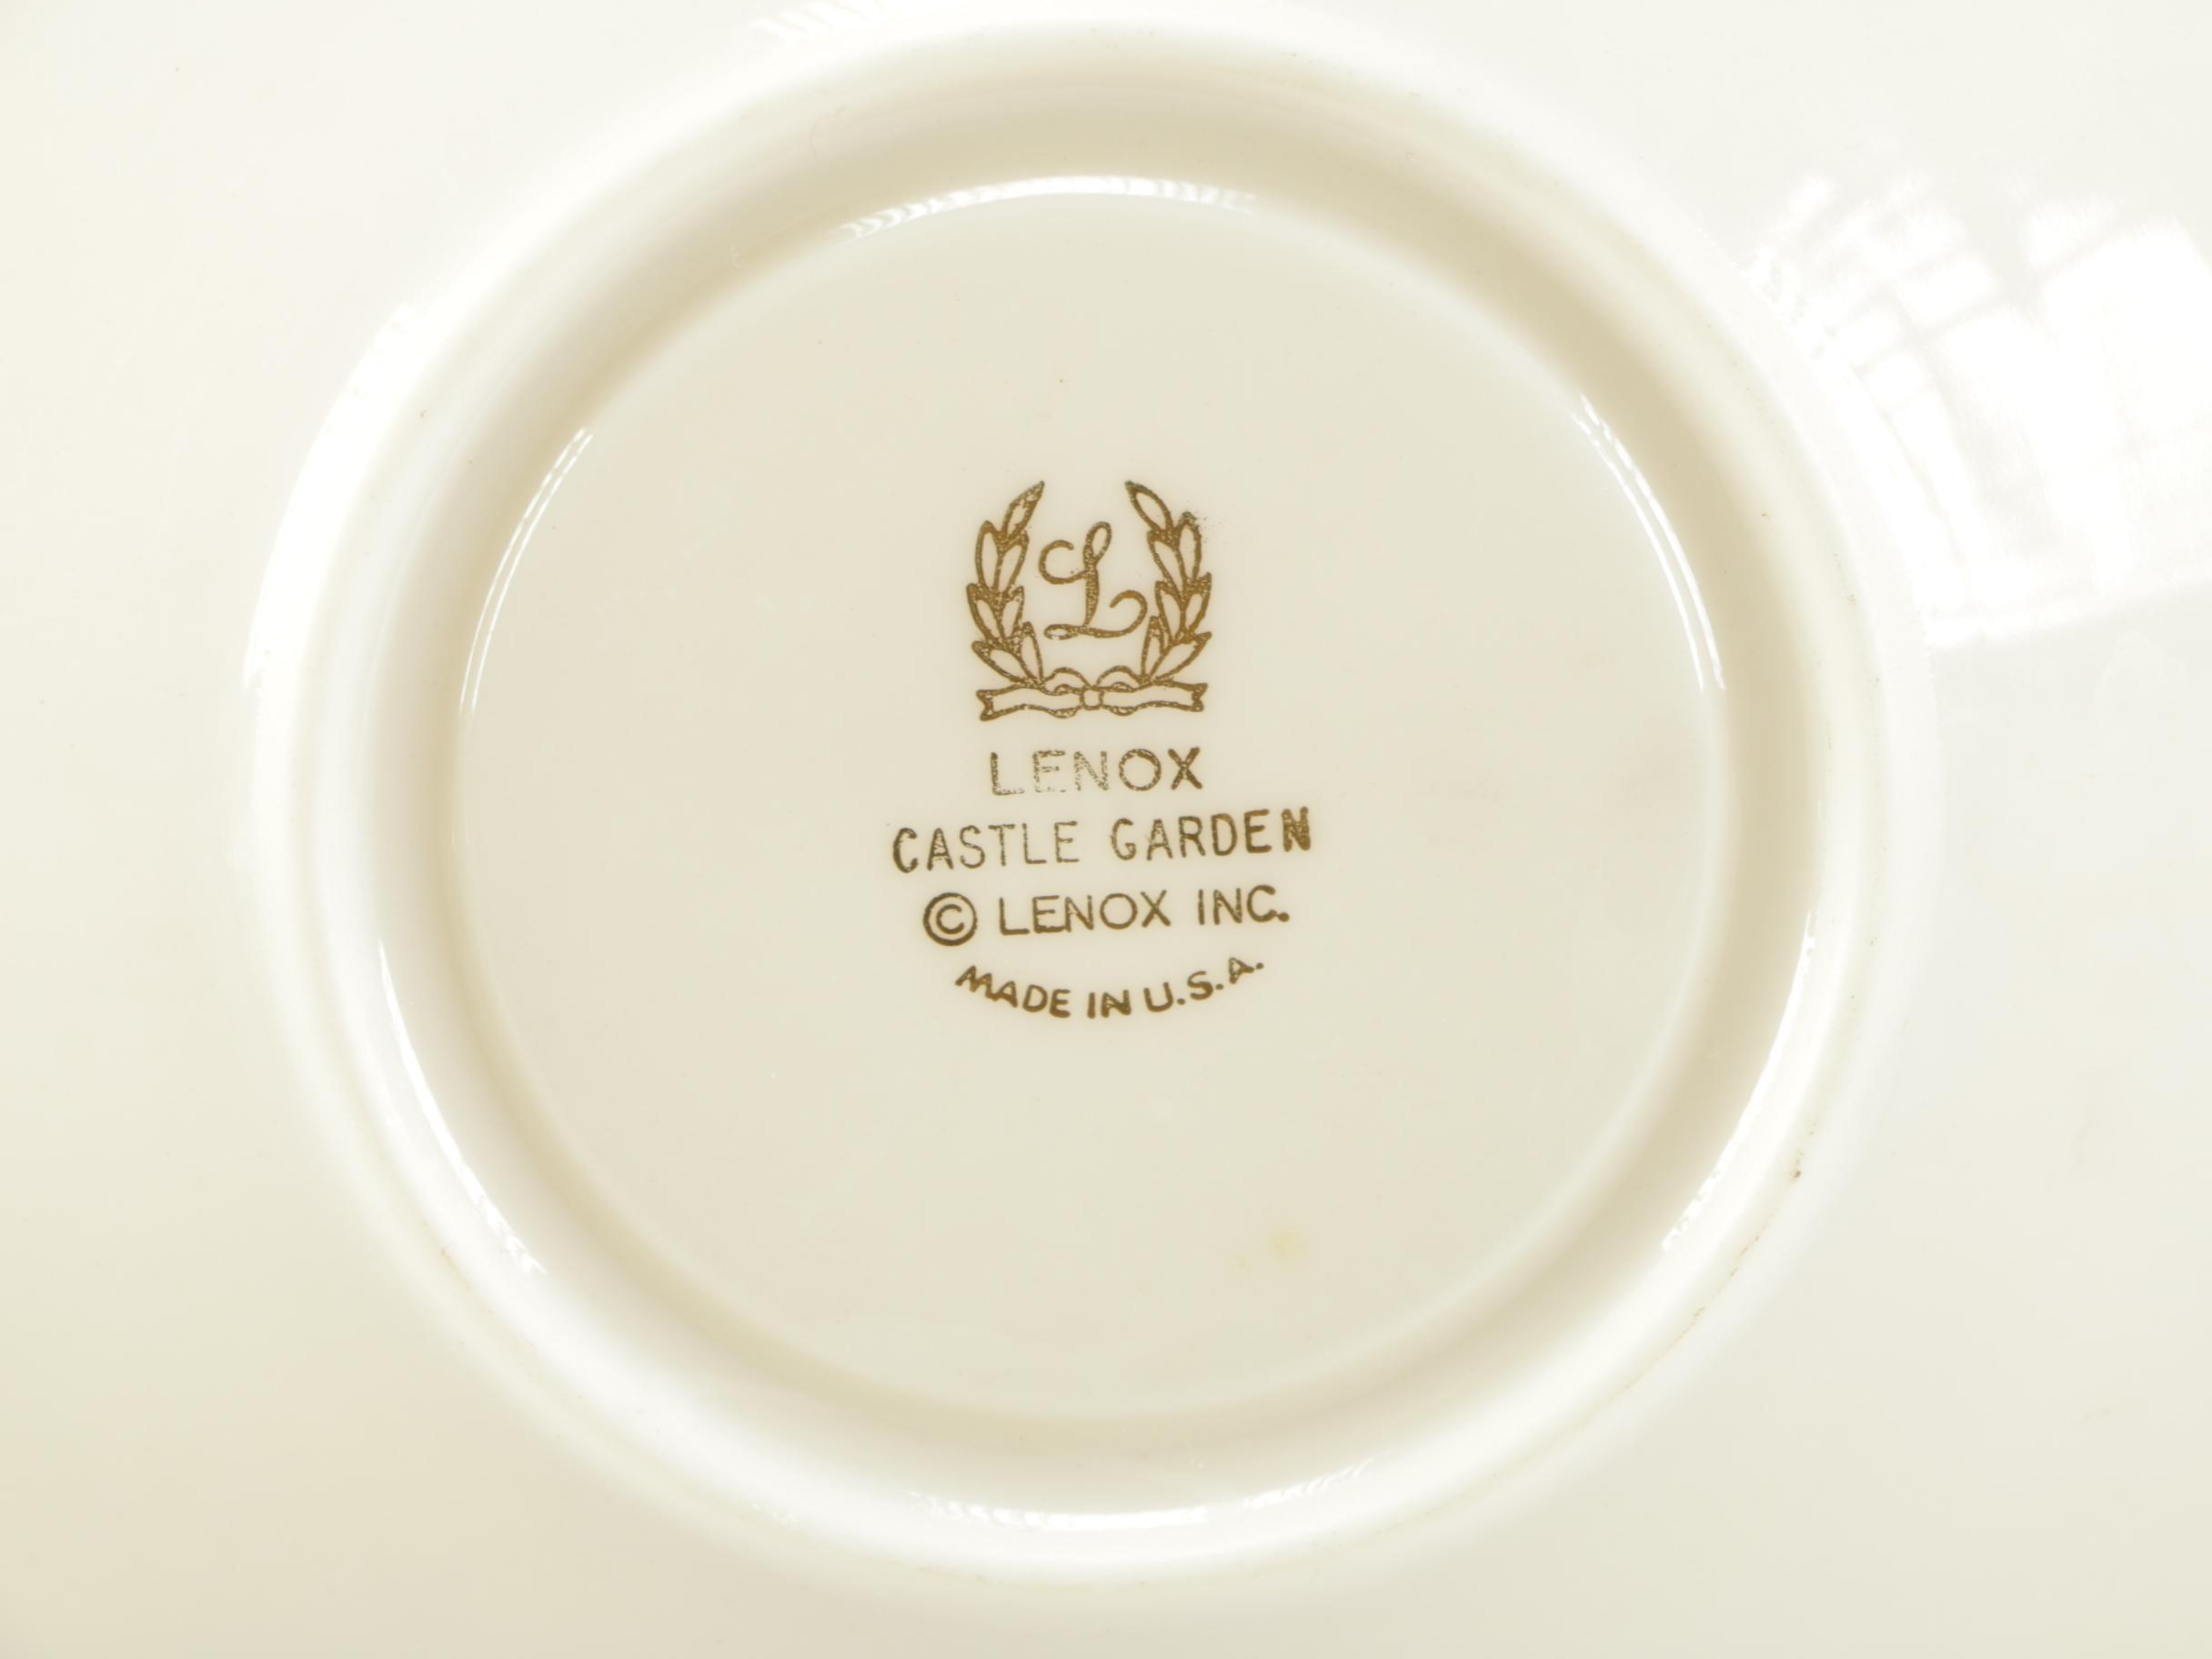 L
LENOX
CASTLE GARDEN
© LENOX INC.
MADE IN U.S.A.